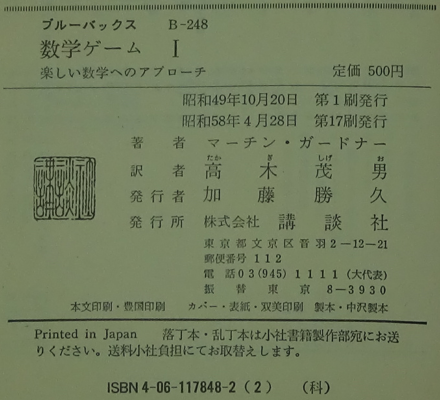 ブルーバックス B-248
数学ゲーム I
楽しい数学へのアプローチ 定価 500円
昭和49年10月20日 第1刷発行
昭和58年4月28日 第17刷発行
著者 マーチン・ガードナー
たか ぎ しげ お
訳者 高木茂男
発行者 加藤勝久
発行所 株式会社 講談社
東京都文京区音羽2-12-21
郵便番号 112
電話 03(945)1111(大代表)
振替 東京 8-3930
本文印刷・豊国印刷 カバー・表紙・双美印刷 製本・中沢製本
Printed in Japan 落丁本・乱丁本は小社書籍製作部宛にお送
りください。送料小社負担にてお取替えします。
ISBN4-06-117848-2(2) (科)